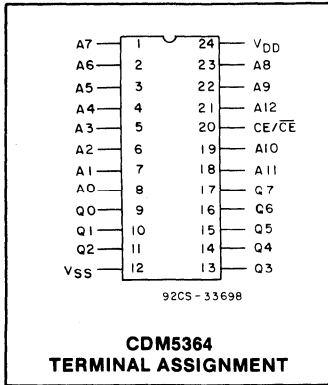 A7 1 24 VDD
A6 2 23 A8
A5 3 22 A9
A4 4 21 A12
A3 5 20 CE/C̅E̅
A2 6 19 A10
A1 7 18 A11
A0 8 17 Q7
Q0 9 16 Q6
Q1 10 15 Q5
Q2 11 14 Q4
VSS 12 13 Q3
92CS-33698
CDM5364
TERMINAL ASSIGNMENT